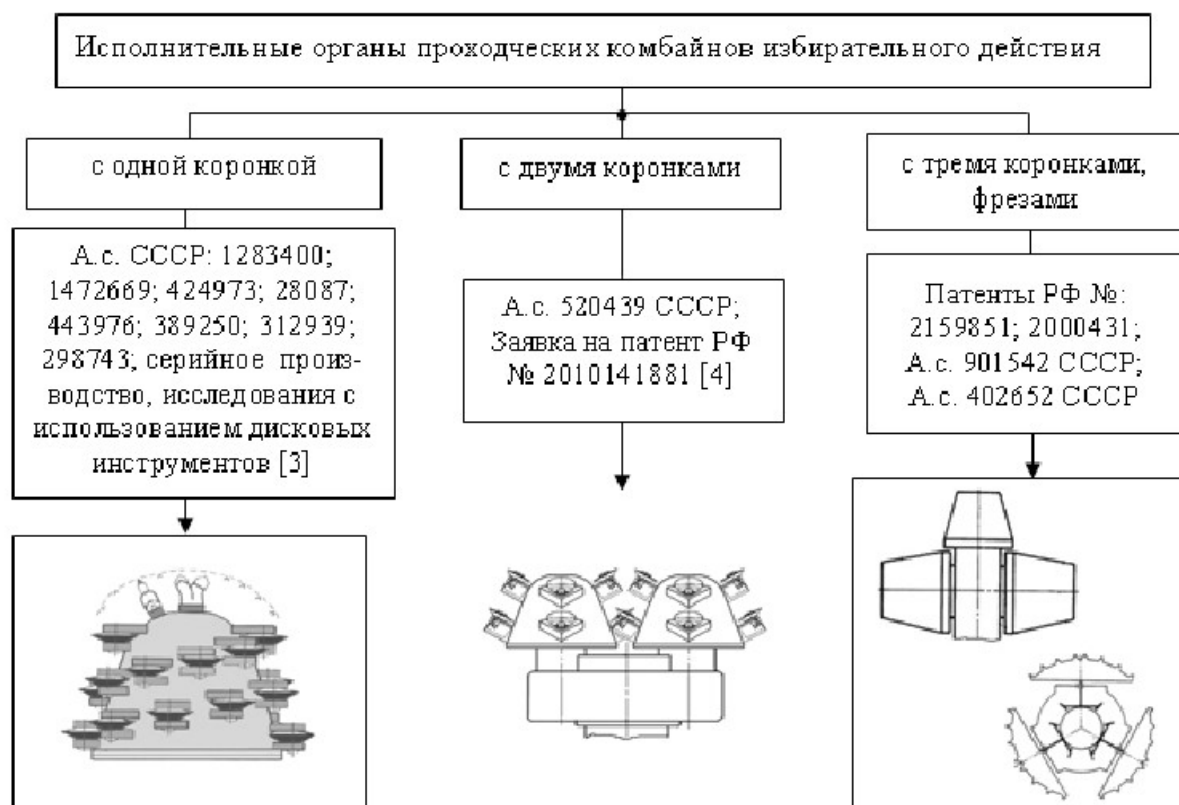 Исполнительные органы проходческих комбайнов избирательного действия
с одной коронкой
с двумя коронками
с тремя коронками,
фрезами
А.с. СССР: 1283400;
1472669; 424973; 28087;
443976; 389250; 312939;
298743; серийное произ-
водство, исследования с
использованием дисковых
инструментов [3]
А.с. 520439 СССР;
Заявка на патент РФ
№ 2010141881 [4]
Патенты РФ №:
2159851; 2000431;
А.с. 901542 СССР;
А.с. 402652 СССР